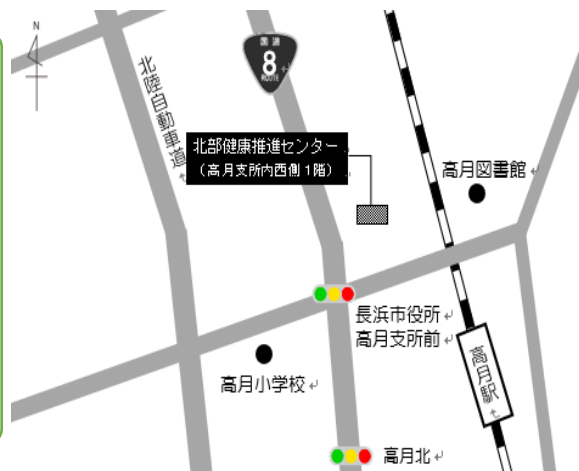 N
国道
8
ROUTE
北陸自動車道
北部健康推進センター
（高月支所内西側1階）
高月図書館
長浜市役所
高月支所前
高月小学校
高月駅
高月北